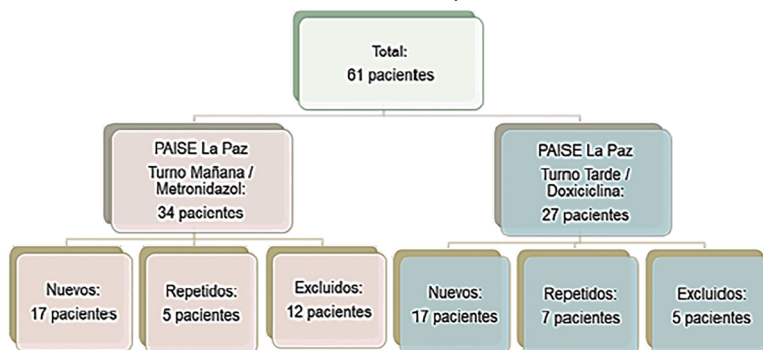 Total:
61 pacientes
PAISE La Paz
Turno Mañana /
Metronidazol:
34 pacientes
PAISE La Paz
Turno Tarde /
Doxiciclina:
27 pacientes
Nuevos:
17 pacientes
Repetidos:
5 pacientes
Excluidos:
12 pacientes
Nuevos:
17 pacientes
Repetidos:
7 pacientes
Excluidos:
5 pacientes